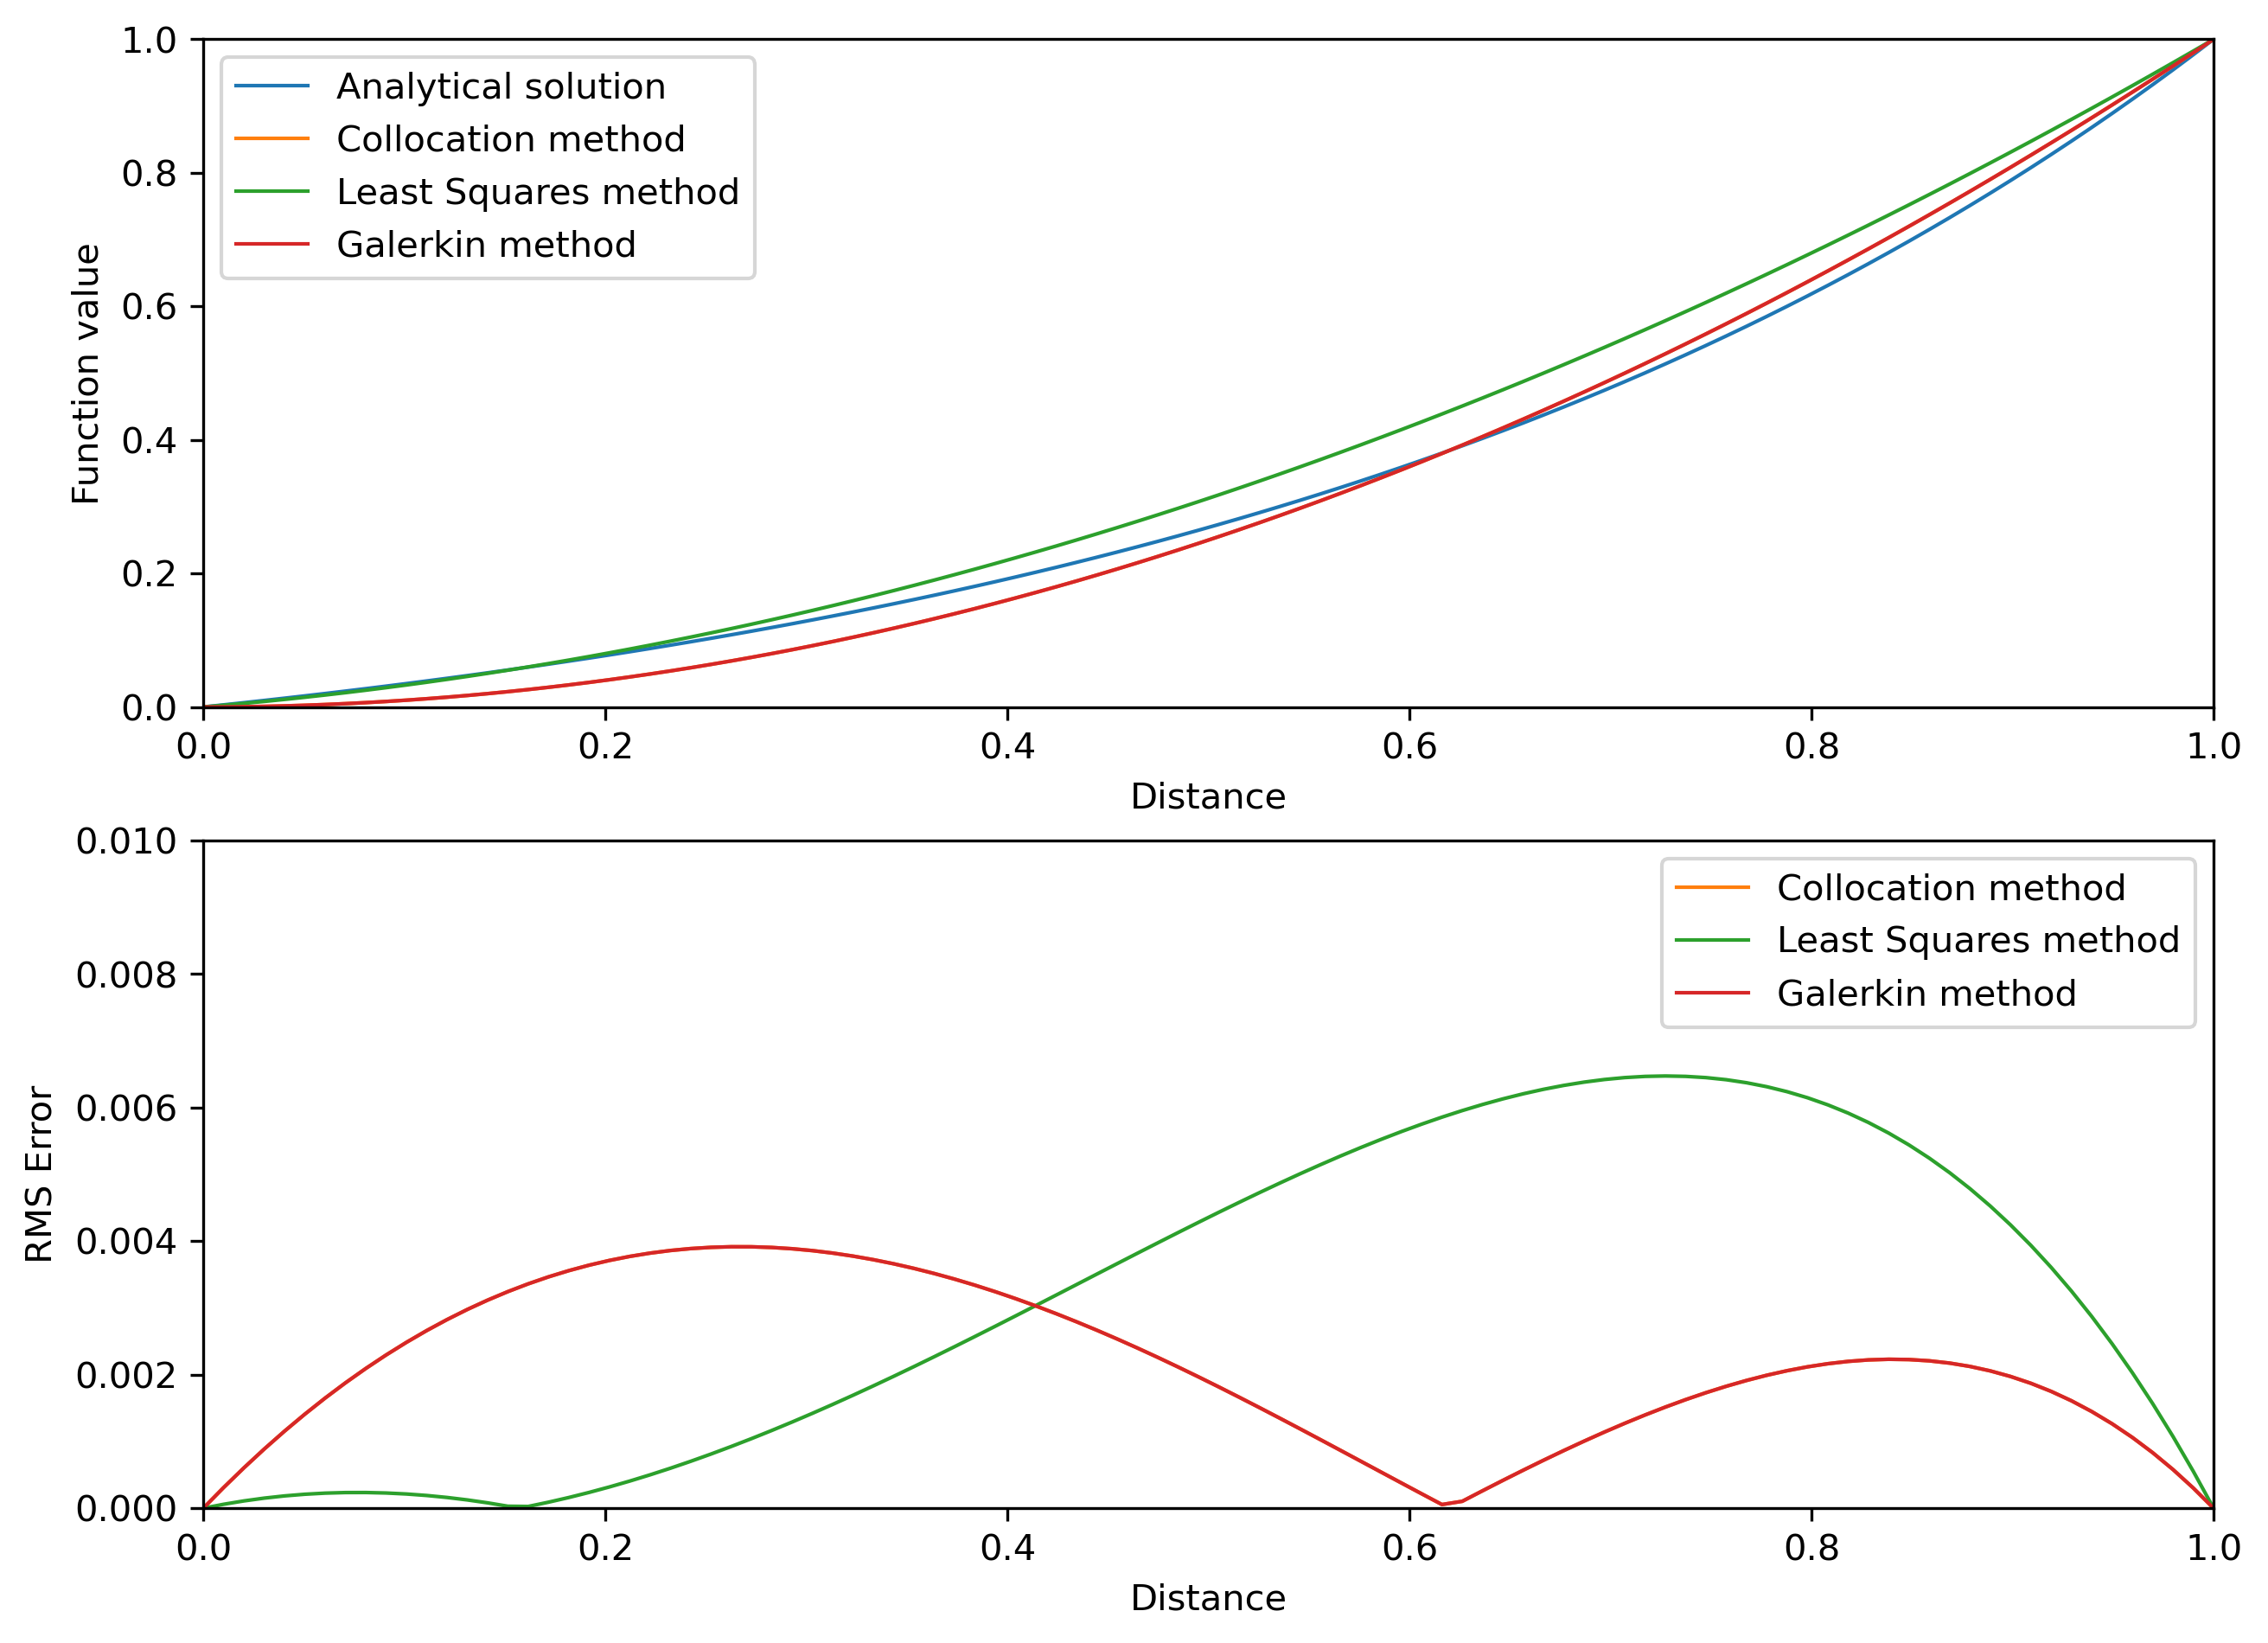 1.0
0.8
0.6
0.4
0.2
0.0
Function value
Analytical solution
Collocation method
Least Squares method
Galerkin method
0.0 0.2 0.4 0.6 0.8 1.0
Distance
0.010
0.008
0.006
0.004
0.002
0.000
RMS Error
Collocation method
Least Squares method
Galerkin method
0.0 0.2 0.4 0.6 0.8 1.0
Distance